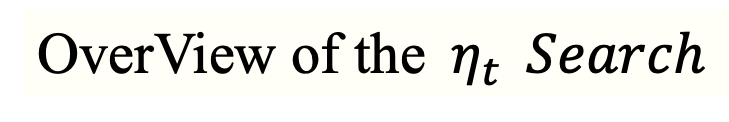 OverView of the ηₜ Search